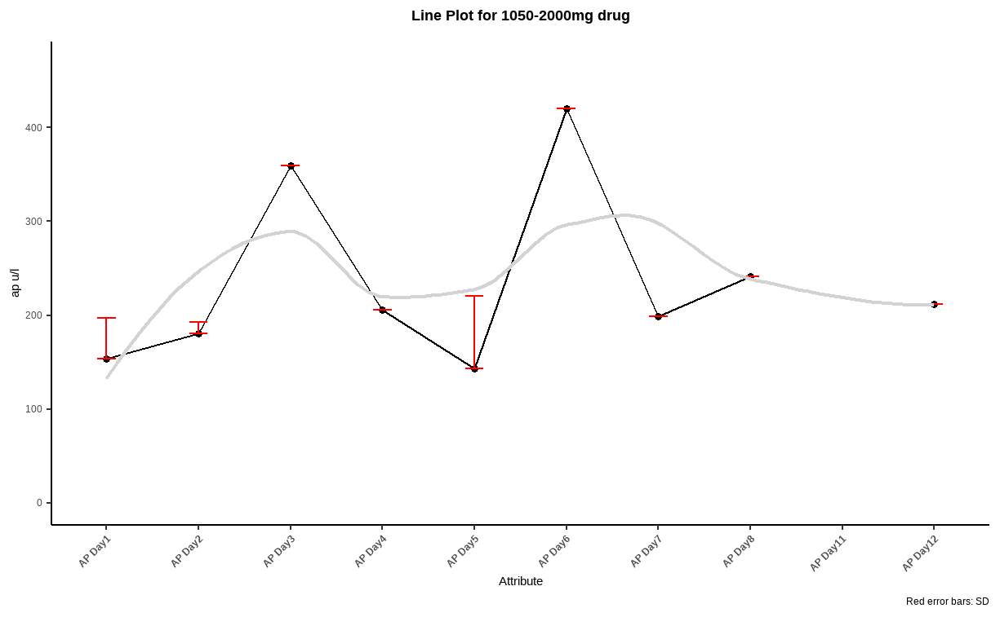 Line Plot for 1050-2000mg drug
ap u/l
400
300
200
100
0
AP Day1
AP Day2
AP Day3
AP Day4
AP Day5
AP Day6
AP Day7
AP Day8
AP Day11
AP Day12
Attribute
Red error bars: SD